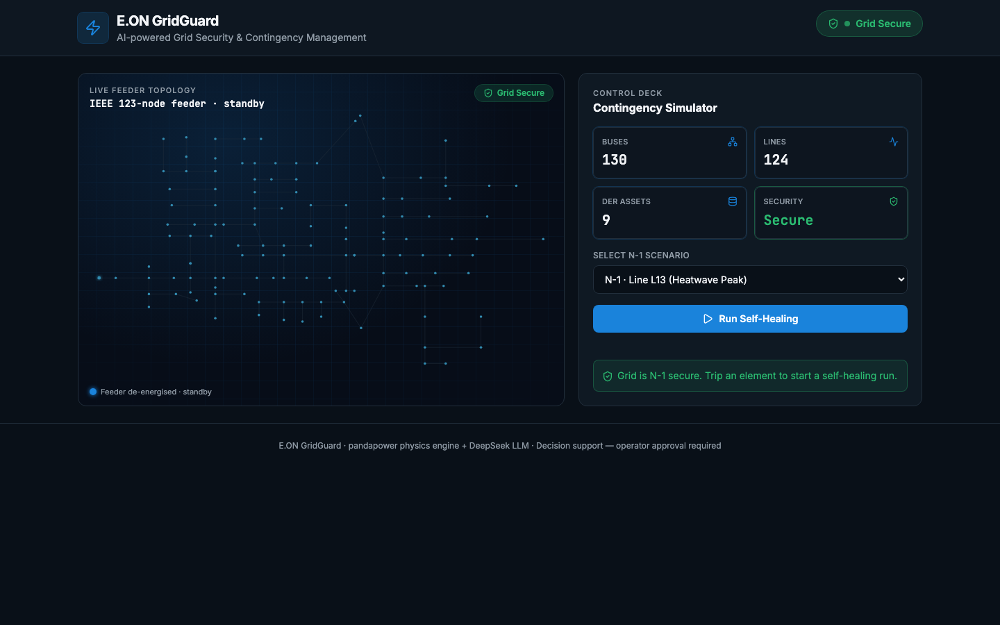 E.ON GridGuard
AI-powered Grid Security & Contingency Management
Grid Secure
LIVE FEEDER TOPOLOGY
IEEE 123-node feeder · standby
Grid Secure
Feeder de-energised · standby
CONTROL DECK
Contingency Simulator
BUSES
130
LINES
124
DER ASSETS
9
SECURITY
Secure
SELECT N-1 SCENARIO
N-1 · Line L13 (Heatwave Peak)
Run Self-Healing
Grid is N-1 secure. Trip an element to start a self-healing run.
E.ON GridGuard · pandapower physics engine + DeepSeek LLM · Decision support — operator approval required